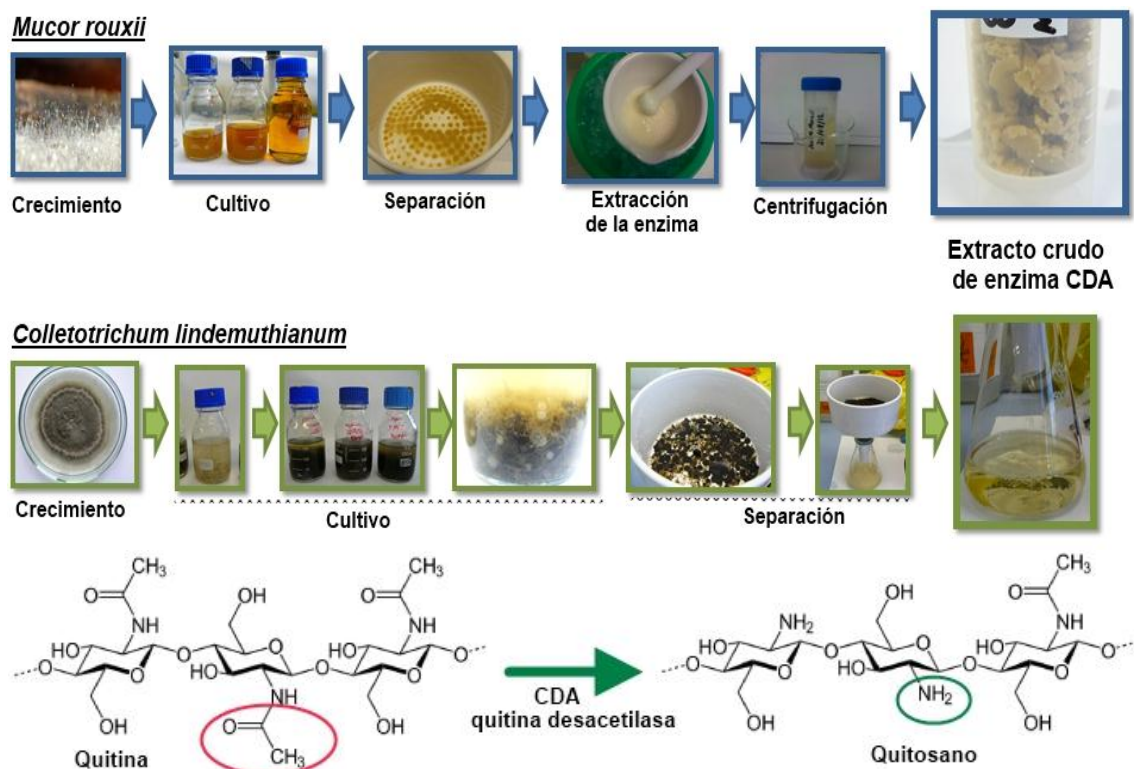 Mucor rouxii
Crecimiento
Cultivo
Separación
Extracción
de la enzima
Centrifugación
Extracto crudo
de enzima CDA
Colletotrichum lindemuthianum
Crecimiento
Cultivo
Separación
CH3
O
NH
HO
O
O
OH
OH
O
HO
O
NH
O
CH3
CH3
O
NH
HO
O
O
OH
Quitina
CDA
quitina desacetilasa
NH2
HO
O
O
OH
OH
O
HO
O
NH2
CH3
O
NH
HO
O
O
OH
Quitosano